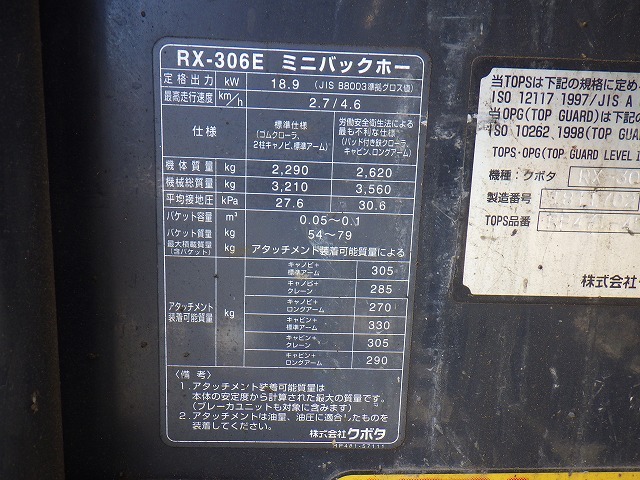 RX-306E ミニバックホー
定格出力 kW 18.9 (JIS B8003準拠グロス値)
最高走行速度 km/h 2.7/4.6
仕様 標準仕様 (ゴムクローラ、2柱キャノピ、標準アーム) 労働安全衛生法による最も不利な仕様 (パッド付き鉄クローラ、キャビン、ロングアーム)
機体質量 kg 2,290 2,620
機械総質量 kg 3,210 3,560
平均接地圧 kPa 27.6 30.6
バケット容量 m³ 0.05〜0.1
バケット質量 kg 54〜79
最大積載質量 (含バケット) kg アタッチメント装着可能質量による
アタッチメント装着可能質量 kg
キャノピ+標準アーム 305
キャノピ+クレーン 285
キャノピ+ロングアーム 270
キャビン+標準アーム 330
キャビン+クレーン 305
キャビン+ロングアーム 290
〈備 考〉
1.アタッチメント装着可能質量は
本体の安定度から計算された最大の質量です。
(ブレーカユニットも対象に含みます)
2.アタッチメントは油量、油圧に適合したものを
装着してください。
株式会社クボタ
当TOPSは下記の規格に定め
ISO 12117 1997/JIS A
当OPG(TOP GUARD)は下記の
ISO 10262 1998(TOP GUA
TOPS・OPG(TOP GUARD LEVEL
機種:クボタ RX-30
製造番号
TOPS品番
株式会社